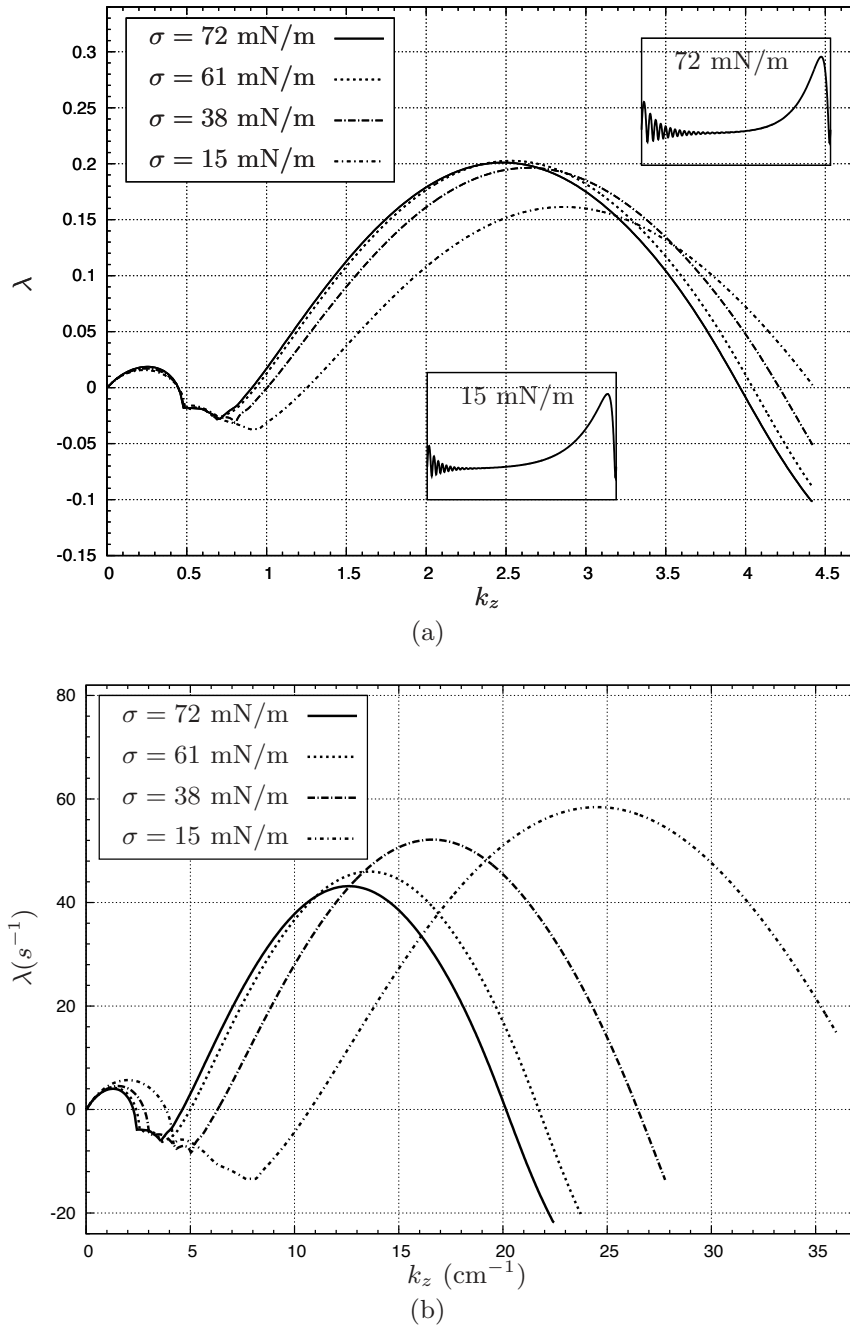 σ = 72 mN/m
σ = 61 mN/m
σ = 38 mN/m
σ = 15 mN/m
72 mN/m
15 mN/m
0.3
0.25
0.2
0.15
0.1
0.05
0
-0.05
-0.1
-0.15
λ
0 0.5 1 1.5 2 2.5 3 3.5 4 4.5
k_z
(a)
σ = 72 mN/m
σ = 61 mN/m
σ = 38 mN/m
σ = 15 mN/m
80
60
40
20
0
-20
λ(s⁻¹)
0 5 10 15 20 25 30 35
k_z (cm⁻¹)
(b)